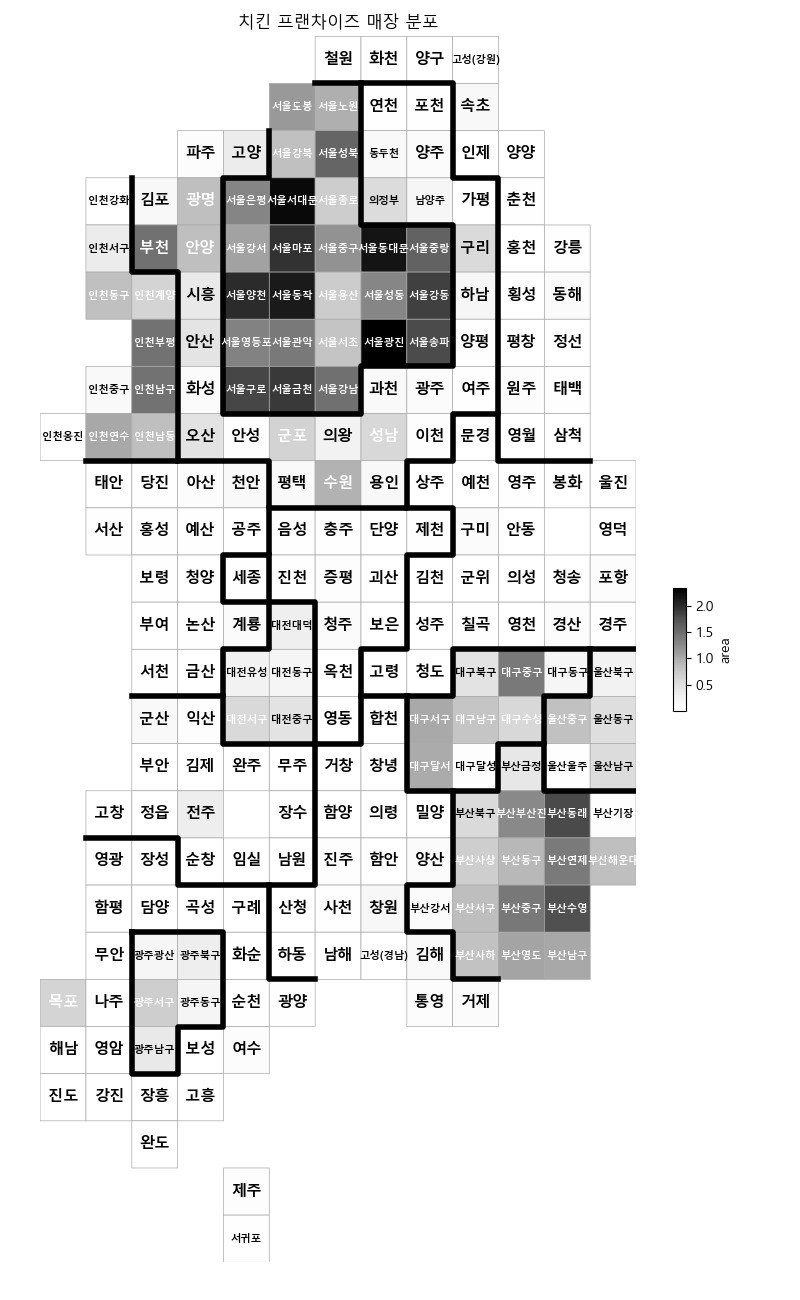 치킨 프랜차이즈 매장 분포
철원 화천 양구 고성(강원)
서울도봉 서울노원 연천 포천 속초
파주 고양 서울강북 서울성북 동두천 양주 인제 양양
인천강화 김포 광명 서울은평 서울서대문 서울종로 의정부 남양주 가평 춘천
인천서구 부천 안양 서울강서 서울마포 서울중구 서울동대문 서울중랑 구리 홍천 강릉
인천동구 인천계양 시흥 서울양천 서울동작 서울용산 서울성동 서울강동 하남 횡성 동해
인천부평 안산 서울영등포 서울관악 서울서초 서울광진 서울송파 양평 평창 정선
인천중구 인천남구 화성 서울구로 서울금천 서울강남 과천 광주 여주 원주 태백
인천옹진 인천연수 인천남동 오산 안성 군포 의왕 성남 이천 문경 영월 삼척
태안 당진 아산 천안 평택 수원 용인 상주 예천 영주 봉화 울진
서산 홍성 예산 공주 음성 충주 단양 제천 구미 안동 영덕
보령 청양 세종 진천 증평 괴산 김천 군위 의성 청송 포항
부여 논산 계룡 대전대덕 청주 보은 성주 칠곡 영천 경산 경주
서천 금산 대전유성 대전동구 옥천 고령 청도 대구북구 대구중구 대구동구 울산북구
군산 익산 대전서구 대전중구 영동 합천 대구서구 대구남구 대구수성 울산중구 울산동구
부안 김제 완주 무주 거창 창녕 대구달서 대구달성 부산금정 울산울주 울산남구
고창 정읍 전주 장수 함양 의령 밀양 부산북구 부산부산진 부산동래 부산기장
영광 장성 순창 임실 남원 진주 함안 양산 부산사상 부산동구 부산연제 부산해운대
함평 담양 곡성 구례 산청 사천 창원 부산강서 부산서구 부산중구 부산수영
무안 광주광산 광주북구 화순 하동 남해 고성(경남) 김해 부산사하 부산영도 부산남구
목포 나주 광주서구 광주동구 순천 광양 통영 거제
해남 영암 광주남구 보성 여수
진도 강진 장흥 고흥
완도
제주
서귀포
2.0
1.5
1.0
0.5
area